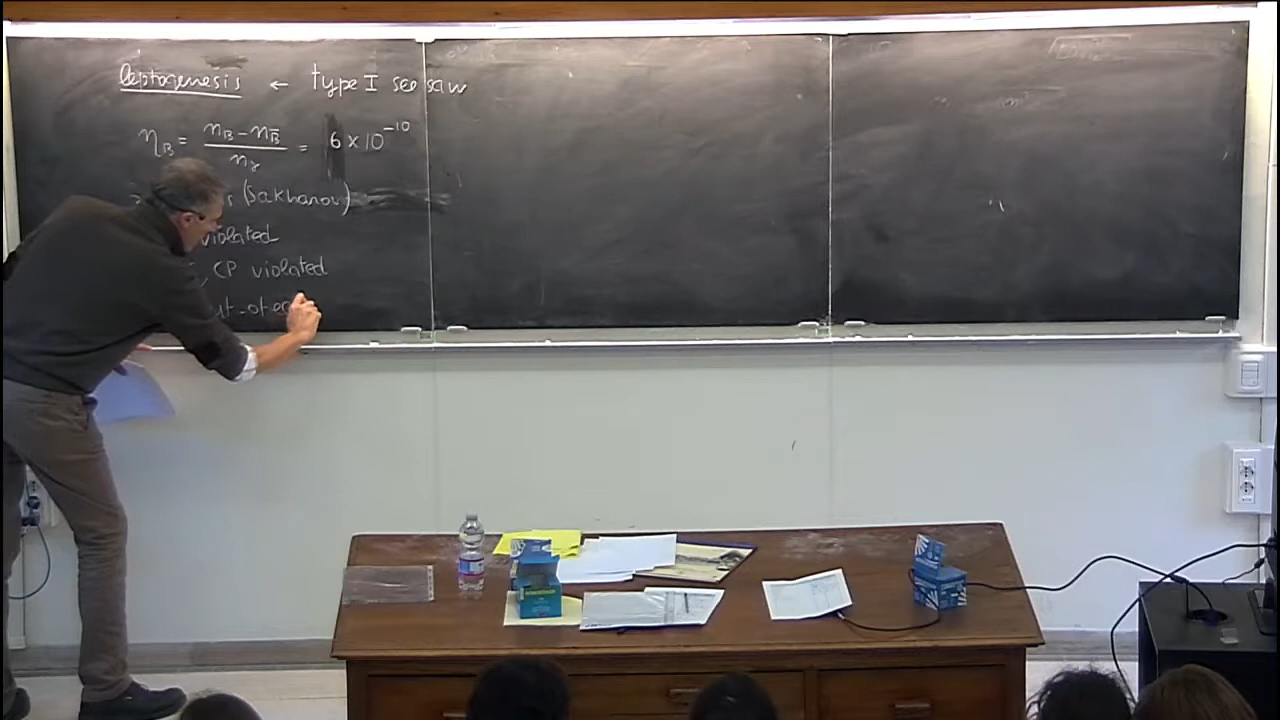 leptogenesis ← type I see saw
η_B = (n_B - n_B̄) / n_γ = 6 × 10^-10
(Sakharov)
violated
CP violated